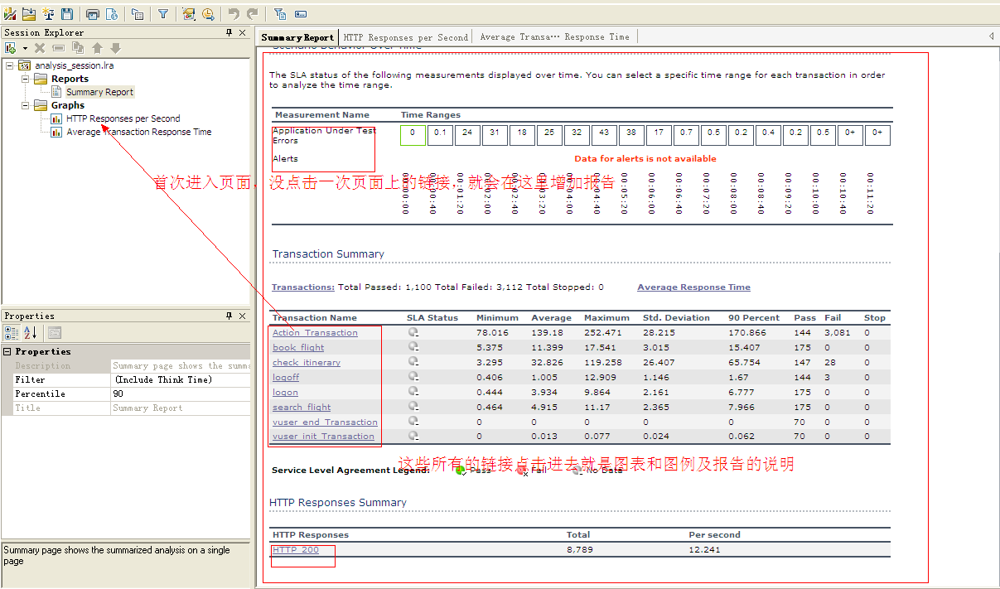 Session Explorer
analysis_session.lra
Reports
Summary Report
Graphs
HTTP Responses per Second
Average Transaction Response Time
Properties
Properties
Description Summary page shows the summa
Filter (Include Think Time)
Percentile 90
Title Summary Report
Summary page shows the summarized analysis on a single
page
Summary Report HTTP Responses per Second Average Transa... Response Time
Scenario Behavior Over Time
The SLA status of the following measurements displayed over time. You can select a specific time range for each transaction in order
to analyze the time range.
Measurement Name Time Ranges
Application Under Test
Errors
0 0.1 24 31 18 25 32 43 38 17 0.7 0.5 0.2 0.4 0.2 0.5 0+ 0+
Alerts Data for alerts is not available
首次进入页面，没点击一次页面上的链接，就会在这里增加报告
00:00:00 00:00:40 00:01:20 00:02:00 00:02:40 00:03:20 00:04:00 00:04:40 00:05:20 00:06:00 00:06:40 00:07:20 00:08:00 00:08:40 00:09:20 00:10:00 00:10:40 00:11:20
Transaction Summary
Transactions: Total Passed: 1,100 Total Failed: 3,112 Total Stopped: 0 Average Response Time
Transaction Name SLA Status Minimum Average Maximum Std. Deviation 90 Percent Pass Fail Stop
Action_Transaction 78.016 139.18 252.471 28.215 170.866 144 3,081 0
book_flight 5.375 11.399 17.541 3.015 15.407 175 0 0
check_itinerary 3.295 32.826 119.258 26.407 65.754 147 28 0
logoff 0.406 1.005 12.909 1.146 1.67 144 3 0
logon 0.444 3.934 9.864 2.161 6.777 175 0 0
search_flight 0.464 4.915 11.17 2.365 7.966 175 0 0
vuser_end_Transaction 0 0 0 0 0 70 0 0
vuser_init_Transaction 0 0.013 0.077 0.024 0.062 70 0 0
这些所有的链接点击进去就是图表和图例及报告的说明
Service Level Agreement Legend: Pass Fail No Data
HTTP Responses Summary
HTTP Responses Total Per second
HTTP_200 8,789 12.241